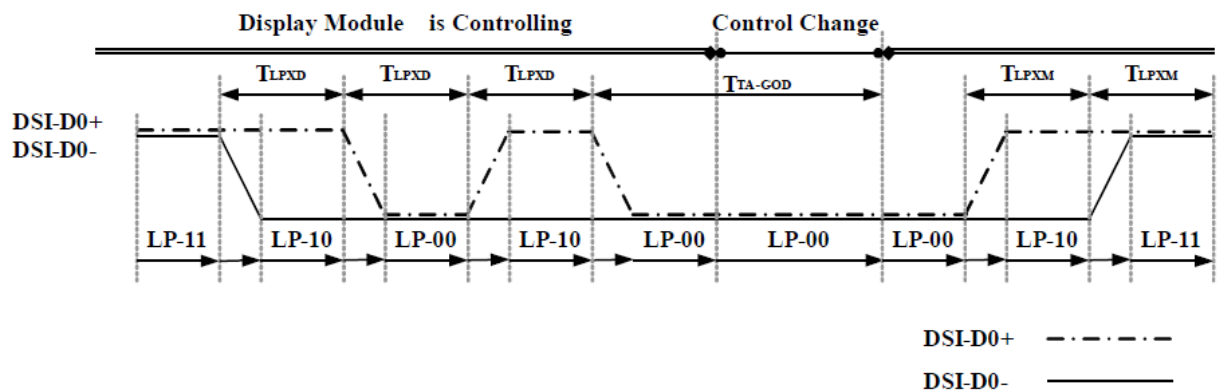 Display Module is Controlling Control Change
TLPXD TLPXD TLPXD TTA-GOD TLPXM TLPXM
DSI-D0+
DSI-D0-
LP-11 LP-10 LP-00 LP-10 LP-00 LP-00 LP-00 LP-10 LP-11
DSI-D0+
DSI-D0-